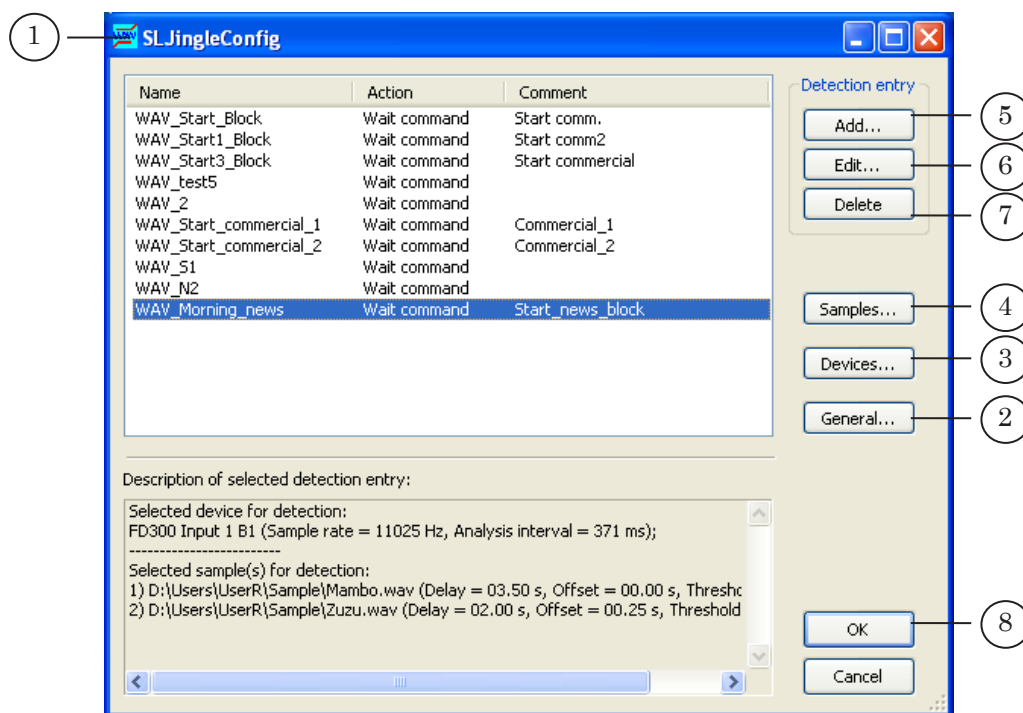 1
SLJingleConfig
Name Action Comment
WAV_Start_Block Wait command Start comm.
WAV_Start1_Block Wait command Start comm2
WAV_Start3_Block Wait command Start commercial
WAV_test5 Wait command
WAV_2 Wait command
WAV_Start_commercial_1 Wait command Commercial_1
WAV_Start_commercial_2 Wait command Commercial_2
WAV_S1 Wait command
WAV_N2 Wait command
WAV_Morning_news Wait command Start_news_block
Detection entry
Add... 5
Edit... 6
Delete 7
Samples... 4
Devices... 3
General... 2
Description of selected detection entry:
Selected device for detection:
FD300 Input 1 B1 (Sample rate = 11025 Hz, Analysis interval = 371 ms);
-------------------------
Selected sample(s) for detection:
1) D:\Users\UserR\Sample\Mambo.wav (Delay = 03.50 s, Offset = 00.00 s, Thresho
2) D:\Users\UserR\Sample\Zuzu.wav (Delay = 02.00 s, Offset = 00.25 s, Threshold
OK 8
Cancel